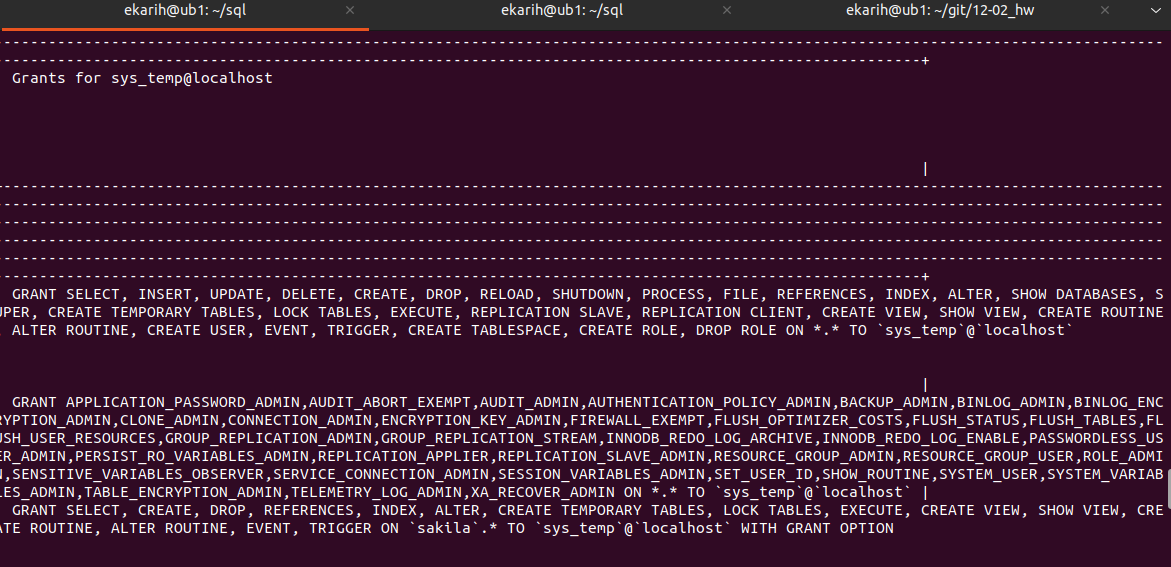 ekarih@ub1: ~/sql
ekarih@ub1: ~/sql
ekarih@ub1: ~/git/12-02_hw
Grants for sys_temp@localhost
GRANT SELECT, INSERT, UPDATE, DELETE, CREATE, DROP, RELOAD, SHUTDOWN, PROCESS, FILE, REFERENCES, INDEX, ALTER, SHOW DATABASES, S
UPER, CREATE TEMPORARY TABLES, LOCK TABLES, EXECUTE, REPLICATION SLAVE, REPLICATION CLIENT, CREATE VIEW, SHOW VIEW, CREATE ROUTINE
, ALTER ROUTINE, CREATE USER, EVENT, TRIGGER, CREATE TABLESPACE, CREATE ROLE, DROP ROLE ON *.* TO `sys_temp`@`localhost`
GRANT APPLICATION_PASSWORD_ADMIN,AUDIT_ABORT_EXEMPT,AUDIT_ADMIN,AUTHENTICATION_POLICY_ADMIN,BACKUP_ADMIN,BINLOG_ADMIN,BINLOG_ENC
RYPTION_ADMIN,CLONE_ADMIN,CONNECTION_ADMIN,ENCRYPTION_KEY_ADMIN,FIREWALL_EXEMPT,FLUSH_OPTIMIZER_COSTS,FLUSH_STATUS,FLUSH_TABLES,FL
USH_USER_RESOURCES,GROUP_REPLICATION_ADMIN,GROUP_REPLICATION_STREAM,INNODB_REDO_LOG_ARCHIVE,INNODB_REDO_LOG_ENABLE,PASSWORDLESS_US
ER_ADMIN,PERSIST_RO_VARIABLES_ADMIN,REPLICATION_APPLIER,REPLICATION_SLAVE_ADMIN,RESOURCE_GROUP_ADMIN,RESOURCE_GROUP_USER,ROLE_ADMI
N,SENSITIVE_VARIABLES_OBSERVER,SERVICE_CONNECTION_ADMIN,SESSION_VARIABLES_ADMIN,SET_USER_ID,SHOW_ROUTINE,SYSTEM_USER,SYSTEM_VARIAB
LES_ADMIN,TABLE_ENCRYPTION_ADMIN,TELEMETRY_LOG_ADMIN,XA_RECOVER_ADMIN ON *.* TO `sys_temp`@`localhost` |
GRANT SELECT, CREATE, DROP, REFERENCES, INDEX, ALTER, CREATE TEMPORARY TABLES, LOCK TABLES, EXECUTE, CREATE VIEW, SHOW VIEW, CRE
ATE ROUTINE, ALTER ROUTINE, EVENT, TRIGGER ON `sakila`.* TO `sys_temp`@`localhost` WITH GRANT OPTION